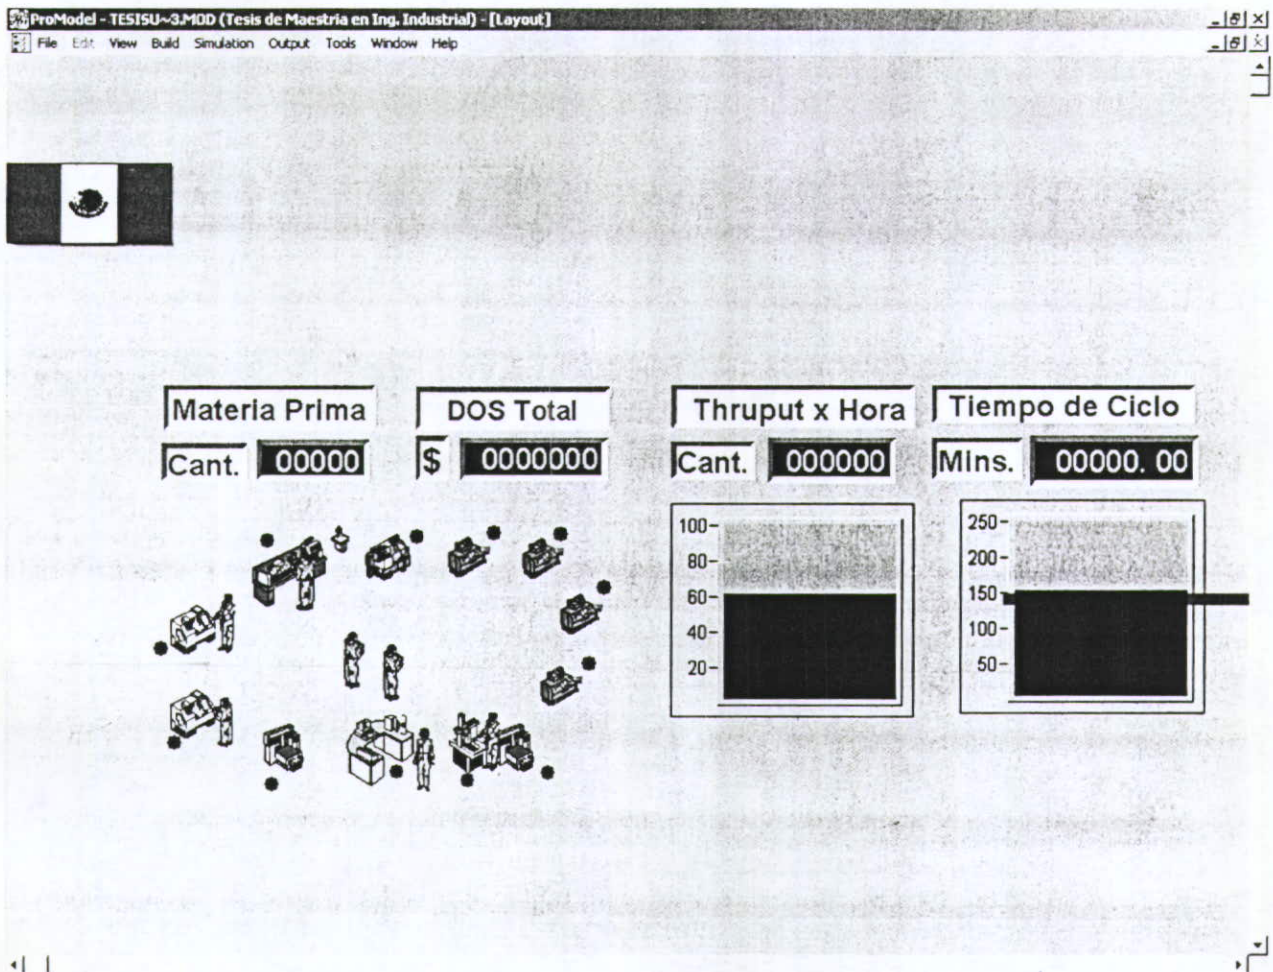 ProModel - TESISU~3.MOD (Tesis de Maestria en Ing. Industrial) - [Layout]
File Edit View Build Simulation Output Tools Window Help
Materia Prima
Cant. 00000
DOS Total
$ 0000000
Thruput x Hora
Cant. 000000
Tiempo de Ciclo
Mins. 00000. 00
100
80
60
40
20
250
200
150
100
50